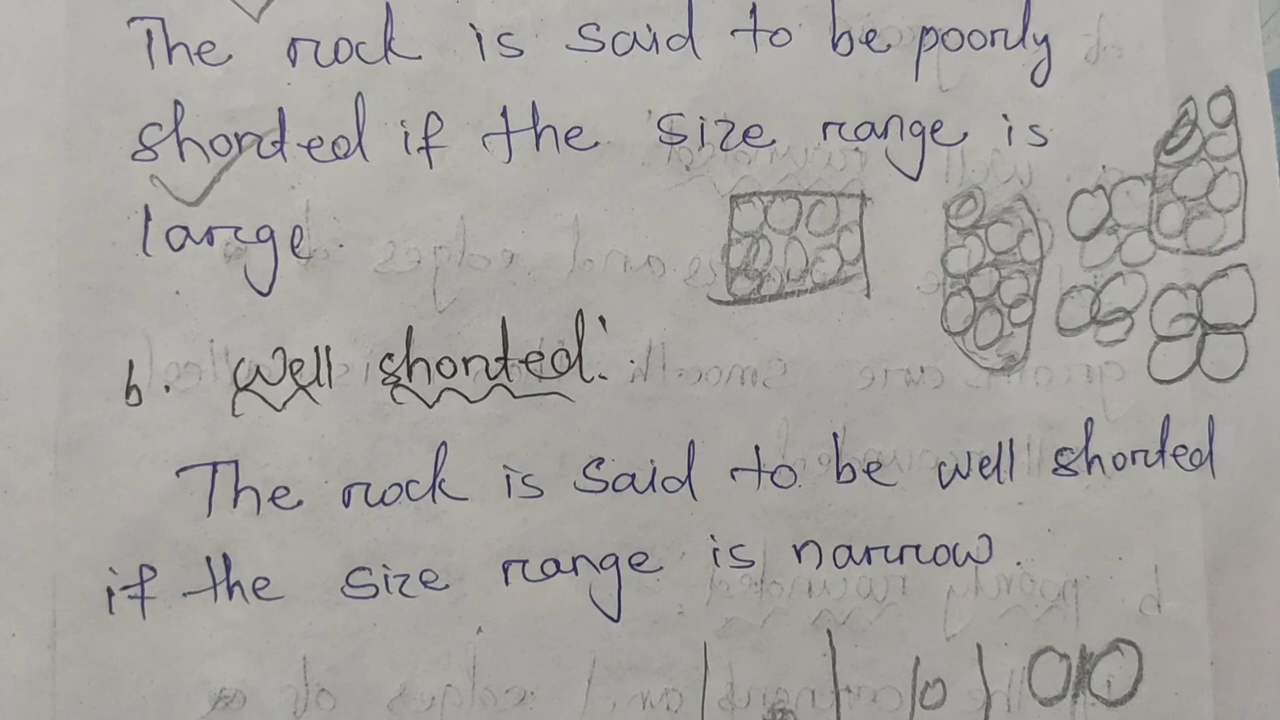 The rock is said to be poorly
shorted if the size range is
large.
b. Well shorted:
The rock is said to be well shorted
if the size range is narrow.